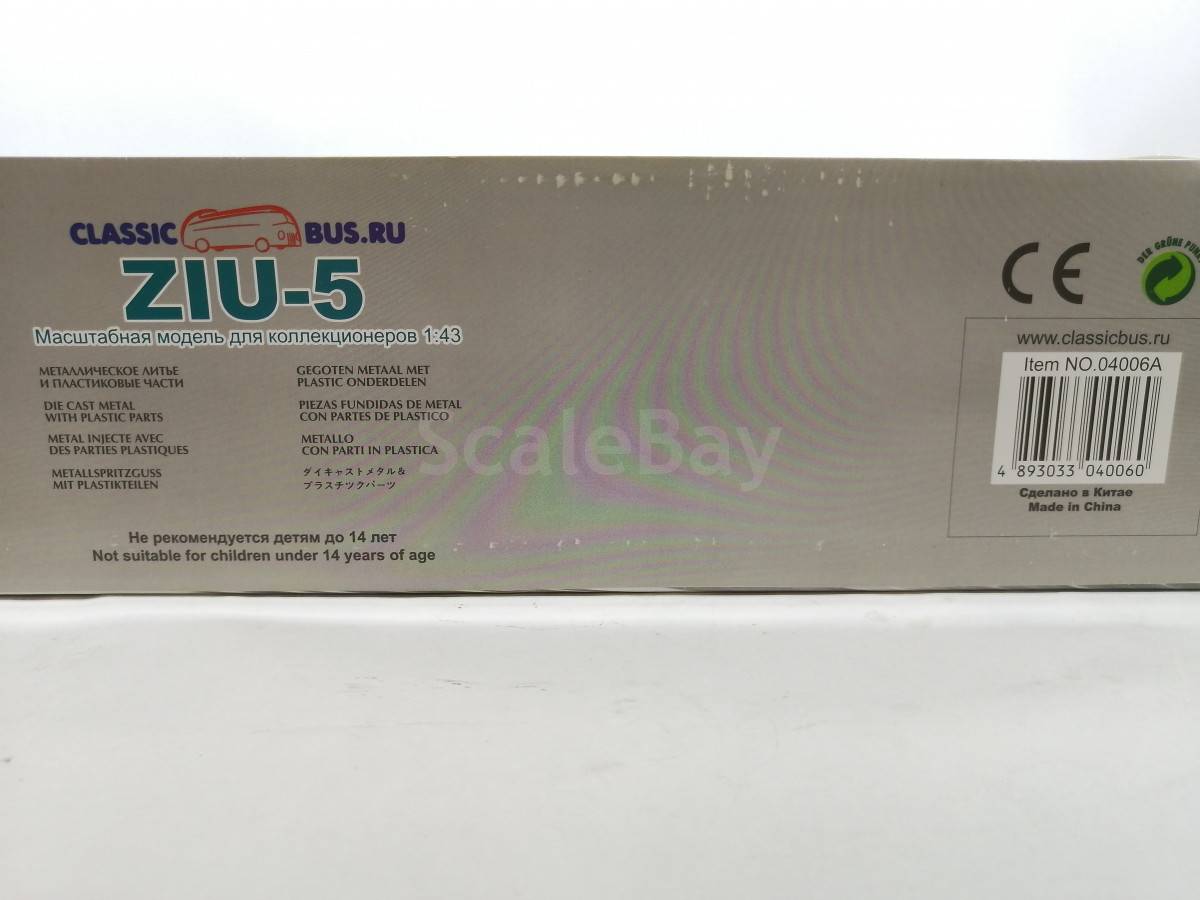 CLASSIC BUS.RU
ZIU-5
Масштабная модель для коллекционеров 1:43
МЕТАЛЛИЧЕСКОЕ ЛИТЬЕ
И ПЛАСТИКОВЫЕ ЧАСТИ
DIE CAST METAL
WITH PLASTIC PARTS
METAL INJECTE AVEC
DES PARTIES PLASTIQUES
METALLSPRITZGUSS
MIT PLASTIKTEILEN
GEGOTEN METAAL MET
PLASTIC ONDERDELEN
PIEZAS FUNDIDAS DE METAL
CON PARTES DE PLASTICO
METALLO
CON PARTI IN PLASTICA
ダイキャストメタル&
プラスチツクパーツ
Не рекомендуется детям до 14 лет
Not suitable for children under 14 years of age
ScaleBay
CE
DER GRÜNE
www.classicbus.ru
Item NO.04006A
4 893033 040060
Сделано в Китае
Made in China